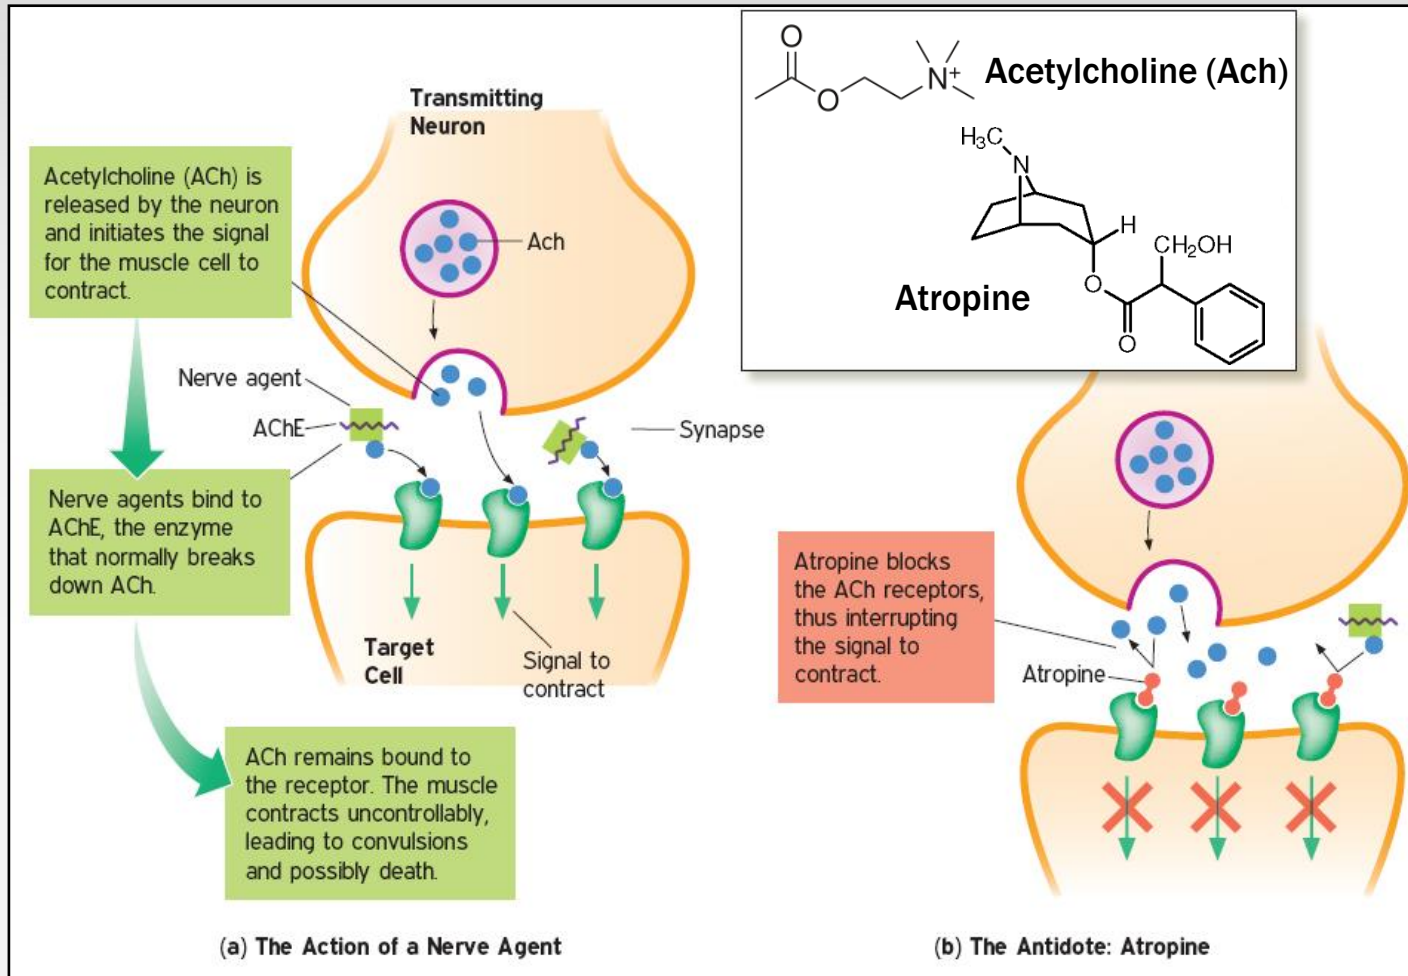 O
O
N+
Acetylcholine (Ach)
H3C
N
H
CH2OH
O
O
Atropine
Transmitting
Neuron
Acetylcholine (ACh) is
released by the neuron
and initiates the signal
for the muscle cell to
contract.
Ach
Nerve agent
AChE
Synapse
Nerve agents bind to
AChE, the enzyme
that normally breaks
down ACh.
Target
Cell
Signal to
contract
ACh remains bound to
the receptor. The muscle
contracts uncontrollably,
leading to convulsions
and possibly death.
(a) The Action of a Nerve Agent
Atropine blocks
the ACh receptors,
thus interrupting
the signal to
contract.
Atropine
(b) The Antidote: Atropine